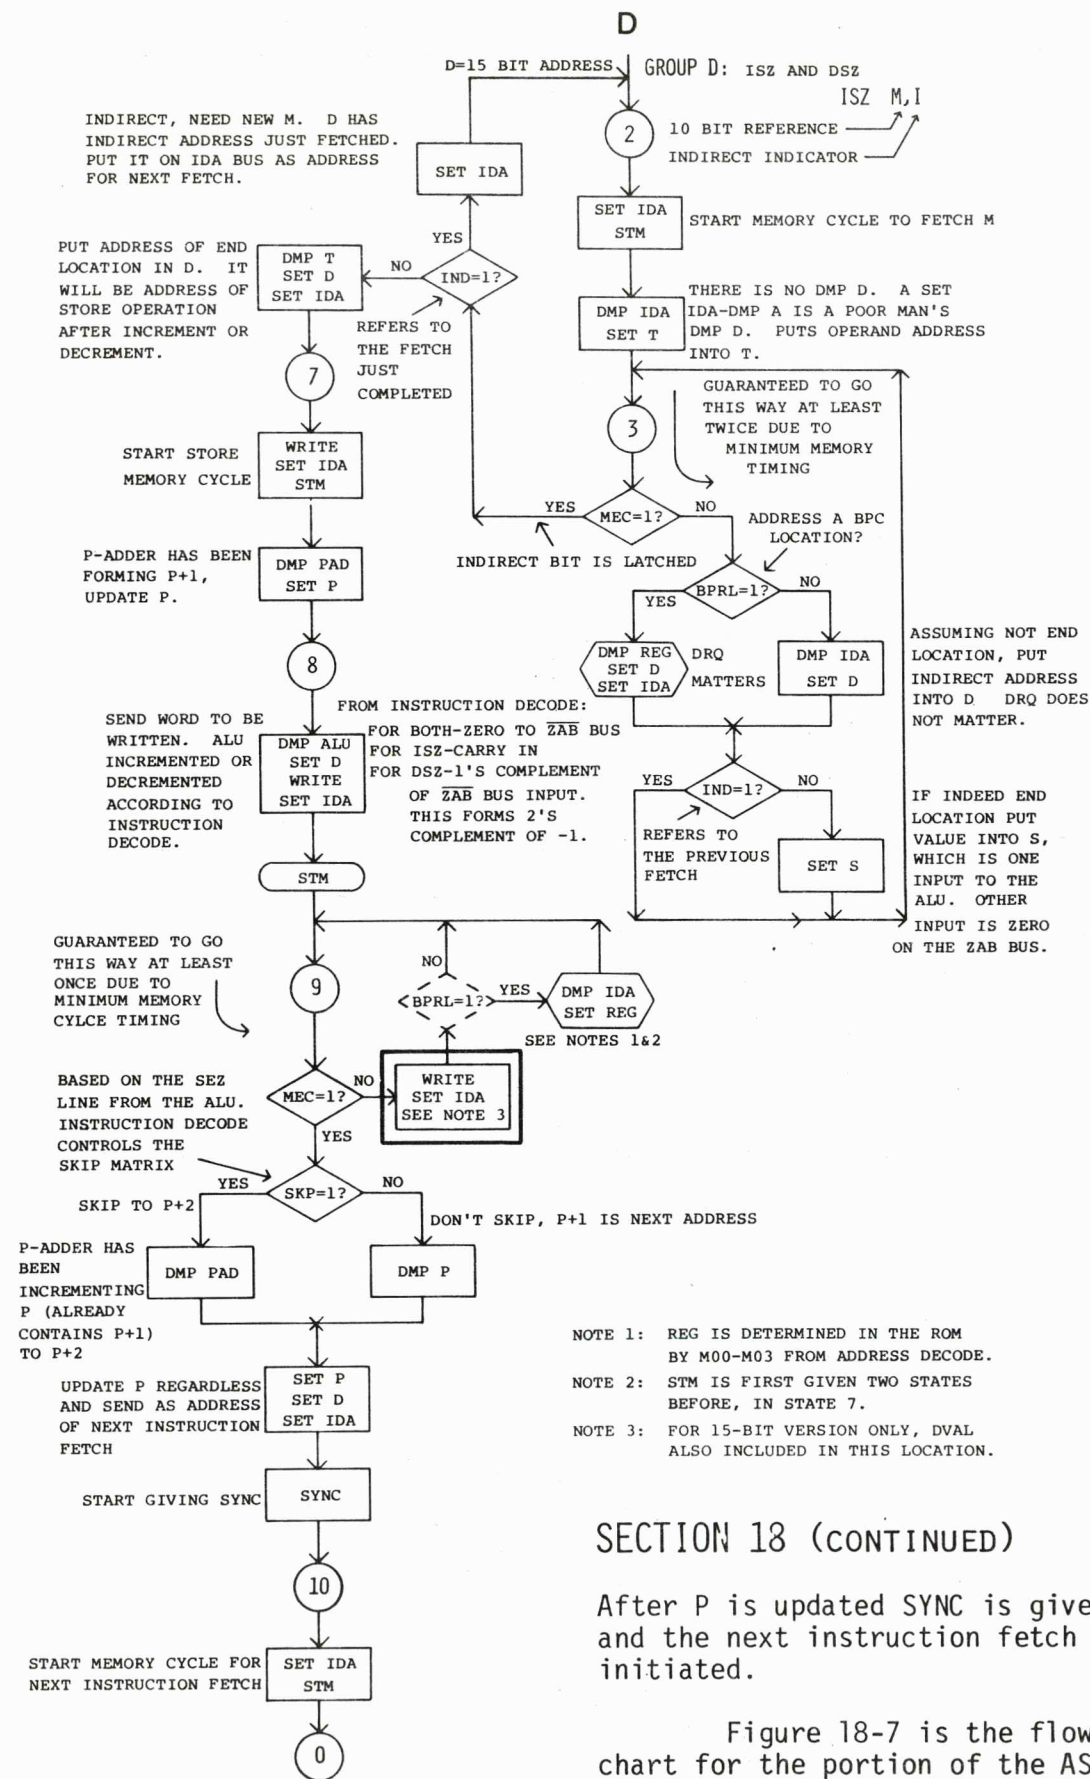 D
D=15 BIT ADDRESS
GROUP D: ISZ AND DSZ
ISZ M,I
2
10 BIT REFERENCE
INDIRECT INDICATOR
INDIRECT, NEED NEW M. D HAS
INDIRECT ADDRESS JUST FETCHED.
PUT IT ON IDA BUS AS ADDRESS
FOR NEXT FETCH.
SET IDA
SET IDA
STM
START MEMORY CYCLE TO FETCH M
YES
IND=1?
NO
PUT ADDRESS OF END
LOCATION IN D. IT
WILL BE ADDRESS OF
STORE OPERATION
AFTER INCREMENT OR
DECREMENT.
DMP T
SET D
SET IDA
REFERS TO
THE FETCH
JUST
COMPLETED
DMP IDA
SET T
THERE IS NO DMP D. A SET
IDA-DMP A IS A POOR MAN'S
DMP D. PUTS OPERAND ADDRESS
INTO T.
7
3
GUARANTEED TO GO
THIS WAY AT LEAST
TWICE DUE TO
MINIMUM MEMORY
TIMING
START STORE
MEMORY CYCLE
WRITE
SET IDA
STM
YES
MEC=1?
NO
INDIRECT BIT IS LATCHED
ADDRESS A BPC
LOCATION?
P-ADDER HAS BEEN
FORMING P+1,
UPDATE P.
DMP PAD
SET P
YES
BPRL=1?
NO
8
DMP REG
SET D
SET IDA
DRQ
MATTERS
DMP IDA
SET D
ASSUMING NOT END
LOCATION, PUT
INDIRECT ADDRESS
INTO D DRQ DOES
NOT MATTER.
SEND WORD TO BE
WRITTEN. ALU
INCREMENTED OR
DECREMENTED
ACCORDING TO
INSTRUCTION
DECODE.
DMP ALU
SET D
WRITE
SET IDA
FROM INSTRUCTION DECODE:
FOR BOTH-ZERO TO Z̅A̅B̅ BUS
FOR ISZ-CARRY IN
FOR DSZ-1'S COMPLEMENT
OF Z̅A̅B̅ BUS INPUT.
THIS FORMS 2'S
COMPLEMENT OF -1.
YES
IND=1?
NO
REFERS TO
THE PREVIOUS
FETCH
SET S
IF INDEED END
LOCATION PUT
VALUE INTO S,
WHICH IS ONE
INPUT TO THE
ALU. OTHER
INPUT IS ZERO
ON THE ZAB BUS.
STM
GUARANTEED TO GO
THIS WAY AT LEAST
ONCE DUE TO
MINIMUM MEMORY
CYLCE TIMING
9
NO
BPRL=1?
YES
DMP IDA
SET REG
SEE NOTES 1&2
MEC=1?
NO
WRITE
SET IDA
SEE NOTE 3
YES
BASED ON THE SEZ
LINE FROM THE ALU.
INSTRUCTION DECODE
CONTROLS THE
SKIP MATRIX
YES
SKP=1?
NO
SKIP TO P+2
DON'T SKIP, P+1 IS NEXT ADDRESS
P-ADDER HAS
BEEN
INCREMENTING
P (ALREADY
CONTAINS P+1)
TO P+2
DMP PAD
DMP P
NOTE 1: REG IS DETERMINED IN THE ROM
BY M00-M03 FROM ADDRESS DECODE.
NOTE 2: STM IS FIRST GIVEN TWO STATES
BEFORE, IN STATE 7.
NOTE 3: FOR 15-BIT VERSION ONLY, DVAL
ALSO INCLUDED IN THIS LOCATION.
UPDATE P REGARDLESS
AND SEND AS ADDRESS
OF NEXT INSTRUCTION
FETCH
SET P
SET D
SET IDA
START GIVING SYNC
SYNC
10
START MEMORY CYCLE FOR
NEXT INSTRUCTION FETCH
SET IDA
STM
0
SECTION 18 (CONTINUED)
After P is updated SYNC is give
and the next instruction fetch
initiated.
Figure 18-7 is the flow
chart for the portion of the AS